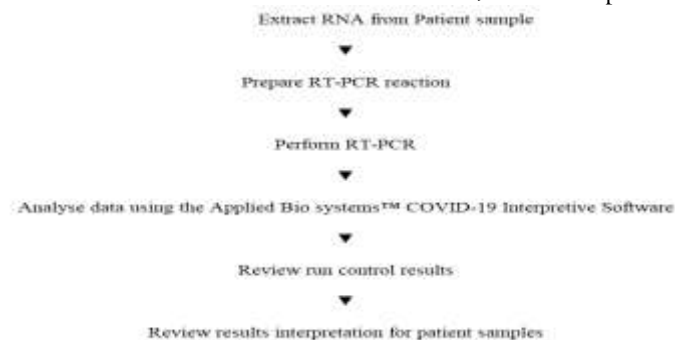 Extract RNA from Patient sample
Prepare RT-PCR reaction
Perform RT-PCR
Analyse data using the Applied Bio systems™ COVID-19 Interpretive Software
Review run control results
Review results interpretation for patient samples